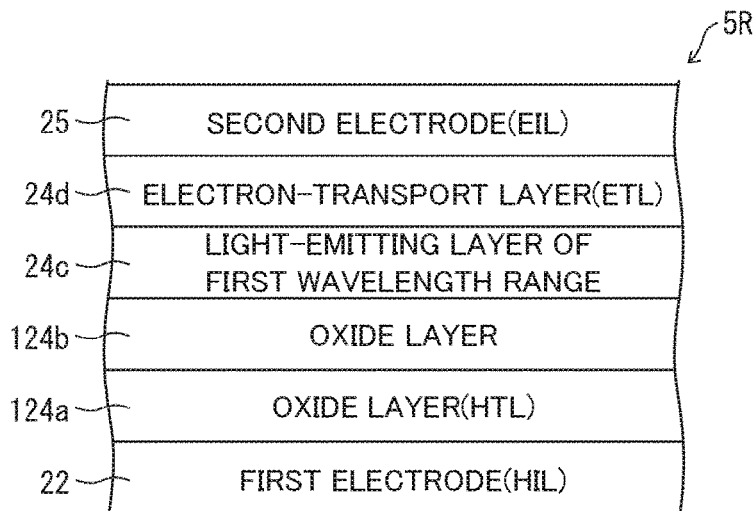 5R
25 SECOND ELECTRODE(EIL)
24d ELECTRON-TRANSPORT LAYER(ETL)
24c LIGHT-EMITTING LAYER OF
FIRST WAVELENGTH RANGE
124b OXIDE LAYER
124a OXIDE LAYER(HTL)
22 FIRST ELECTRODE(HIL)